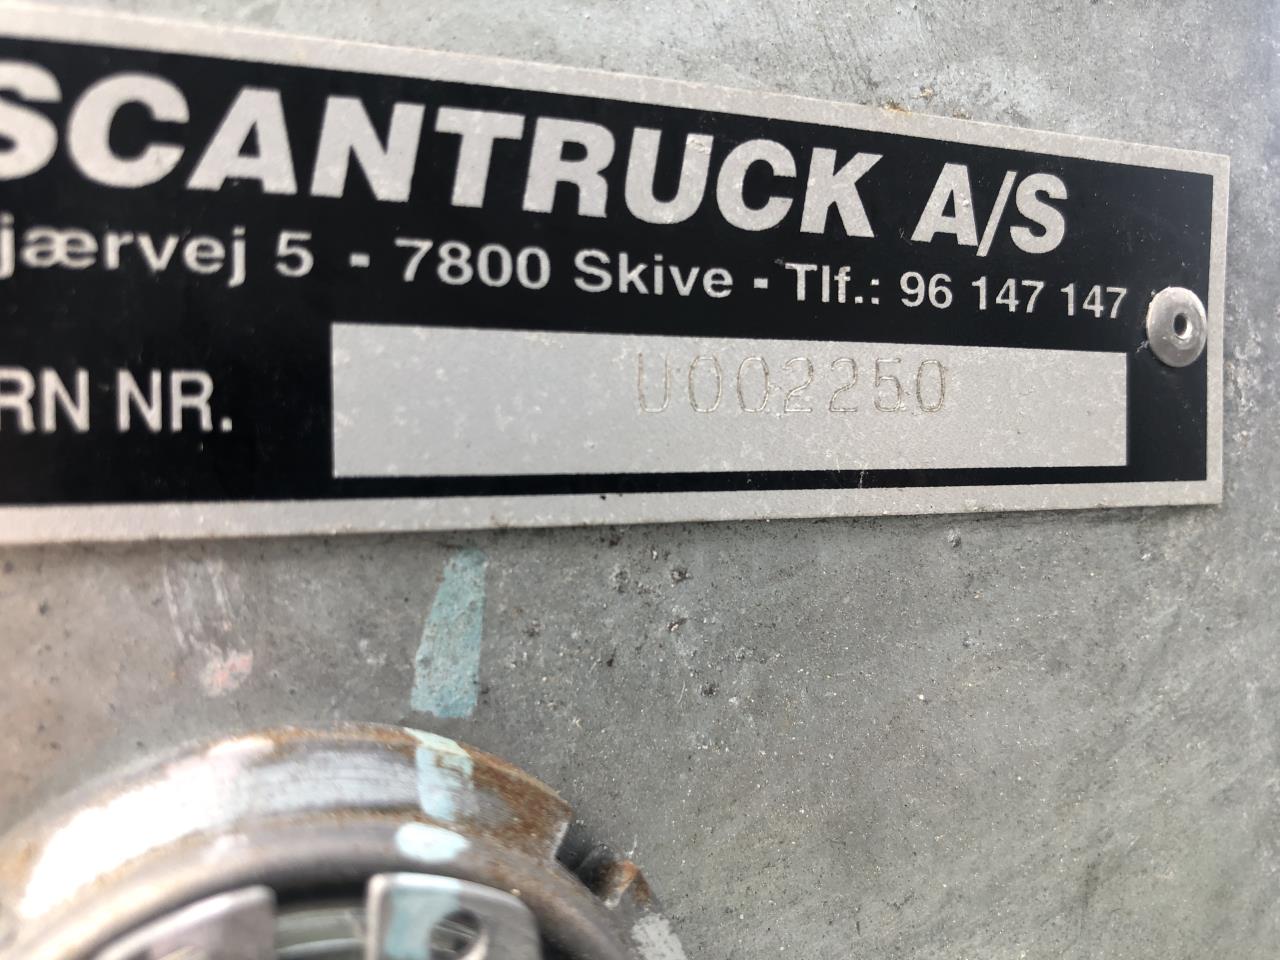 SCANTRUCK A/S
jærvej 5 - 7800 Skive - Tlf.: 96 147 147
RN NR. U002250